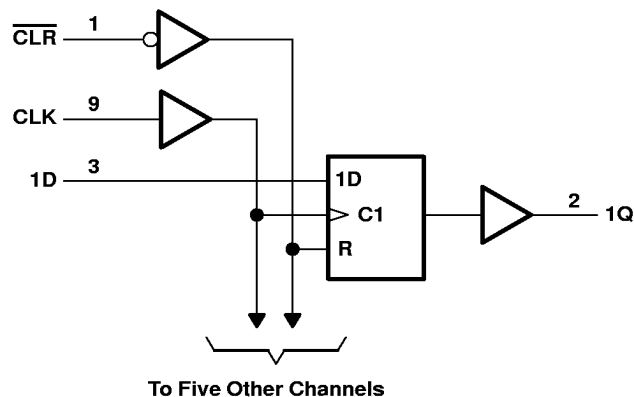 CLR 1
CLK 9
1D 3
1D
C1
R
2 1Q
To Five Other Channels